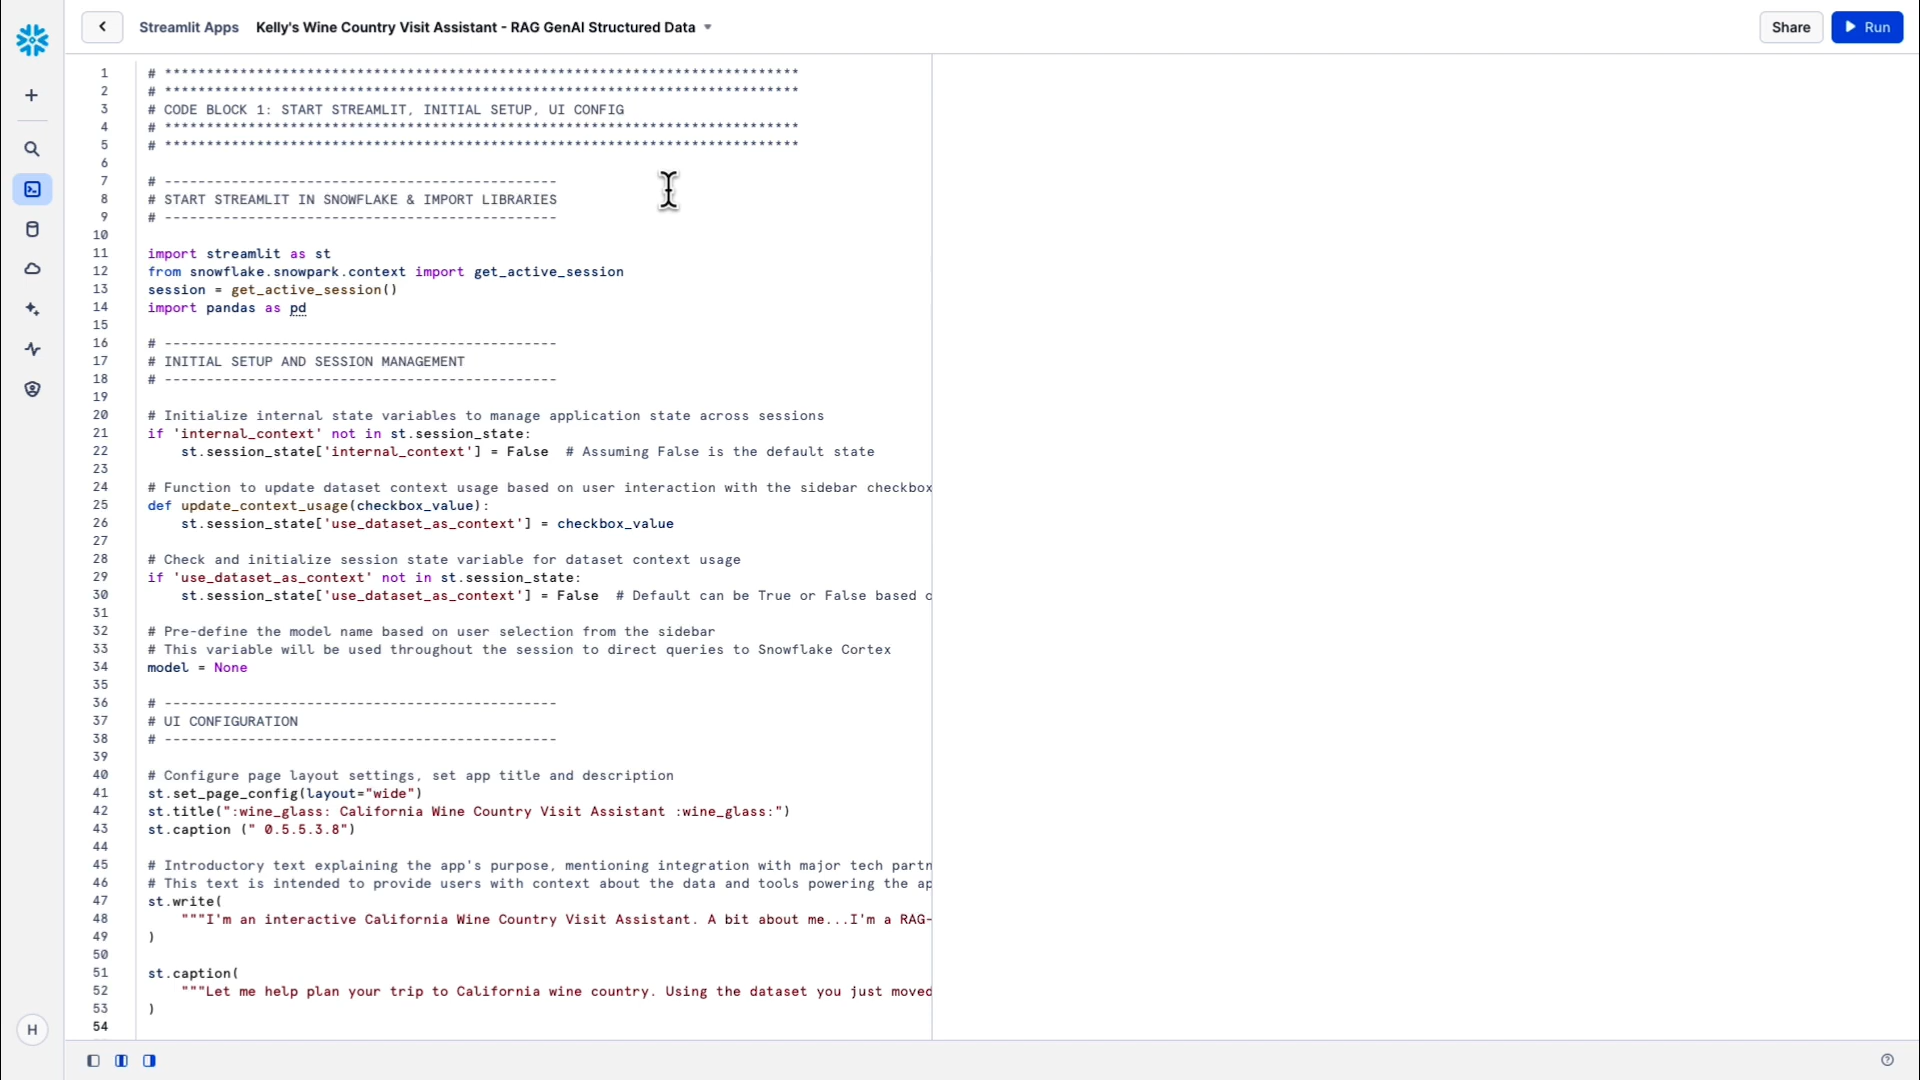 Streamlit Apps Kelly's Wine Country Visit Assistant - RAG GenAI Structured Data Share Run
1 # ****************************************************************************
2 # ****************************************************************************
3 # CODE BLOCK 1: START STREAMLIT, INITIAL SETUP, UI CONFIG
4 # ****************************************************************************
5 # ****************************************************************************
6
7 # -----------------------------------------------
8 # START STREAMLIT IN SNOWFLAKE & IMPORT LIBRARIES
9 # -----------------------------------------------
10
11 import streamlit as st
12 from snowflake.snowpark.context import get_active_session
13 session = get_active_session()
14 import pandas as pd
15
16 # -----------------------------------------------
17 # INITIAL SETUP AND SESSION MANAGEMENT
18 # -----------------------------------------------
19
20 # Initialize internal state variables to manage application state across sessions
21 if 'internal_context' not in st.session_state:
22     st.session_state['internal_context'] = False  # Assuming False is the default state
23
24 # Function to update dataset context usage based on user interaction with the sidebar checkbox
25 def update_context_usage(checkbox_value):
26     st.session_state['use_dataset_as_context'] = checkbox_value
27
28 # Check and initialize session state variable for dataset context usage
29 if 'use_dataset_as_context' not in st.session_state:
30     st.session_state['use_dataset_as_context'] = False  # Default can be True or False based
31
32 # Pre-define the model name based on user selection from the sidebar
33 # This variable will be used throughout the session to direct queries to Snowflake Cortex
34 model = None
35
36 # -----------------------------------------------
37 # UI CONFIGURATION
38 # -----------------------------------------------
39
40 # Configure page layout settings, set app title and description
41 st.set_page_config(layout="wide")
42 st.title(":wine_glass: California Wine Country Visit Assistant :wine_glass:")
43 st.caption (" 0.5.5.3.8")
44
45 # Introductory text explaining the app's purpose, mentioning integration with major tech partn
46 # This text is intended to provide users with context about the data and tools powering the ap
47 st.write(
48     """I'm an interactive California Wine Country Visit Assistant. A bit about me...I'm a RAG-
49 )
50
51 st.caption(
52     """Let me help plan your trip to California wine country. Using the dataset you just moved
53 )
54
H